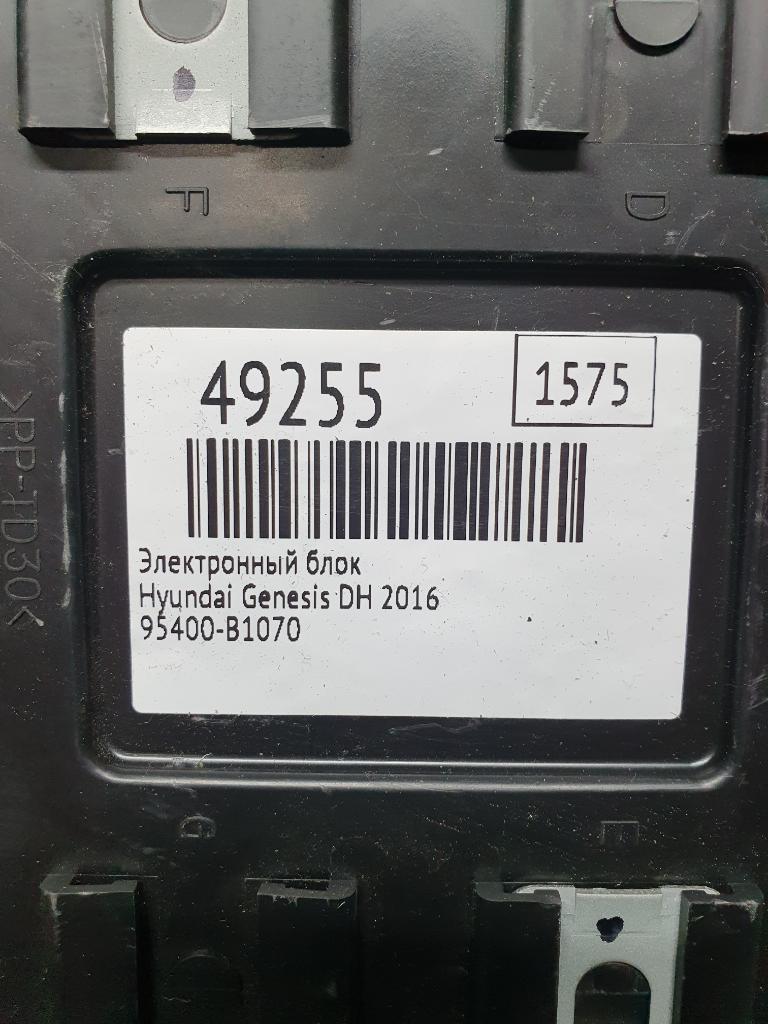 F
D
49255
1575
Электронный блок
Hyundai Genesis DH 2016
95400-B1070
>PP-TD30<
G
E